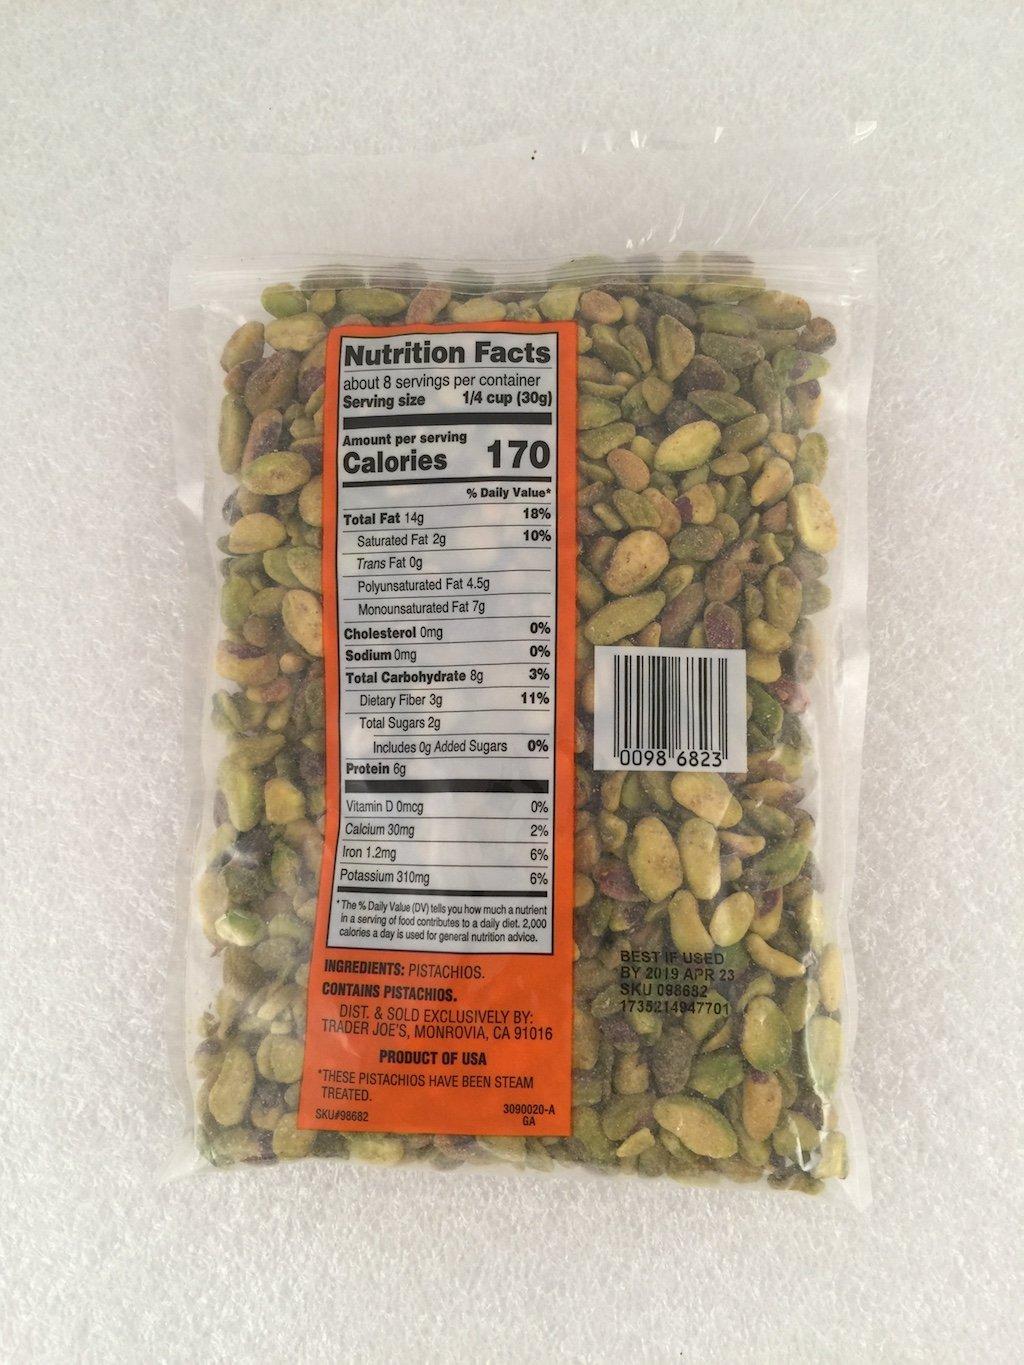 Nutrition Facts
about 8 servings per container
Serving size 1/4 cup (30g)
Amount per serving
Calories 170
% Daily Value*
Total Fat 14g 18%
Saturated Fat 2g 10%
Trans Fat 0g
Polyunsaturated Fat 4.5g
Monounsaturated Fat 7g
Cholesterol 0mg 0%
Sodium 0mg 0%
Total Carbohydrate 8g 3%
Dietary Fiber 3g 11%
Total Sugars 2g
Includes 0g Added Sugars 0%
Protein 6g
Vitamin D 0mcg 0%
Calcium 30mg 2%
Iron 1.2mg 6%
Potassium 310mg 6%
*The % Daily Value (DV) tells you how much a nutrient
in a serving of food contributes to a daily diet. 2,000
calories a day is used for general nutrition advice.
INGREDIENTS: PISTACHIOS.
CONTAINS PISTACHIOS.
DIST. & SOLD EXCLUSIVELY BY:
TRADER JOE'S, MONROVIA, CA 91016
PRODUCT OF USA
*THESE PISTACHIOS HAVE BEEN STEAM
TREATED.
SKU#98682 3090020-A
GA
0098 6823
BEST IF USED
BY 2019 APR 23
SKU 098682
1735214947701